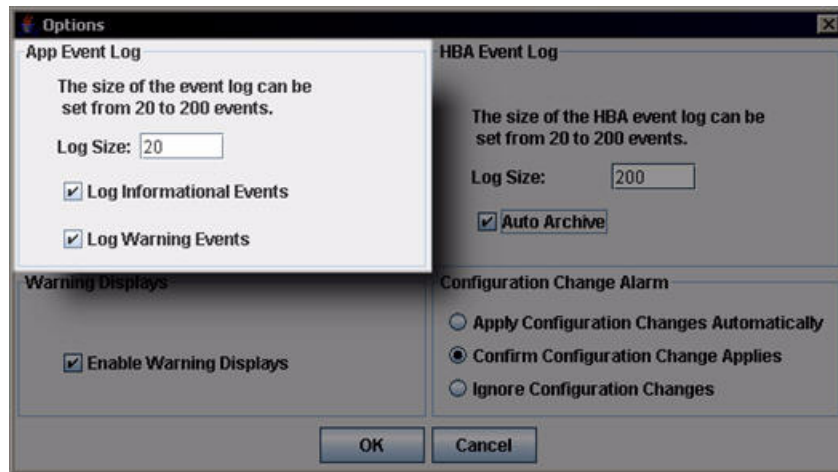 Options
App Event Log
The size of the event log can be
set from 20 to 200 events.
Log Size: 20
Log Informational Events
Log Warning Events
HBA Event Log
The size of the HBA event log can be
set from 20 to 200 events.
Log Size: 200
Auto Archive
Warning Displays
Enable Warning Displays
Configuration Change Alarm
Apply Configuration Changes Automatically
Confirm Configuration Change Applies
Ignore Configuration Changes
OK
Cancel